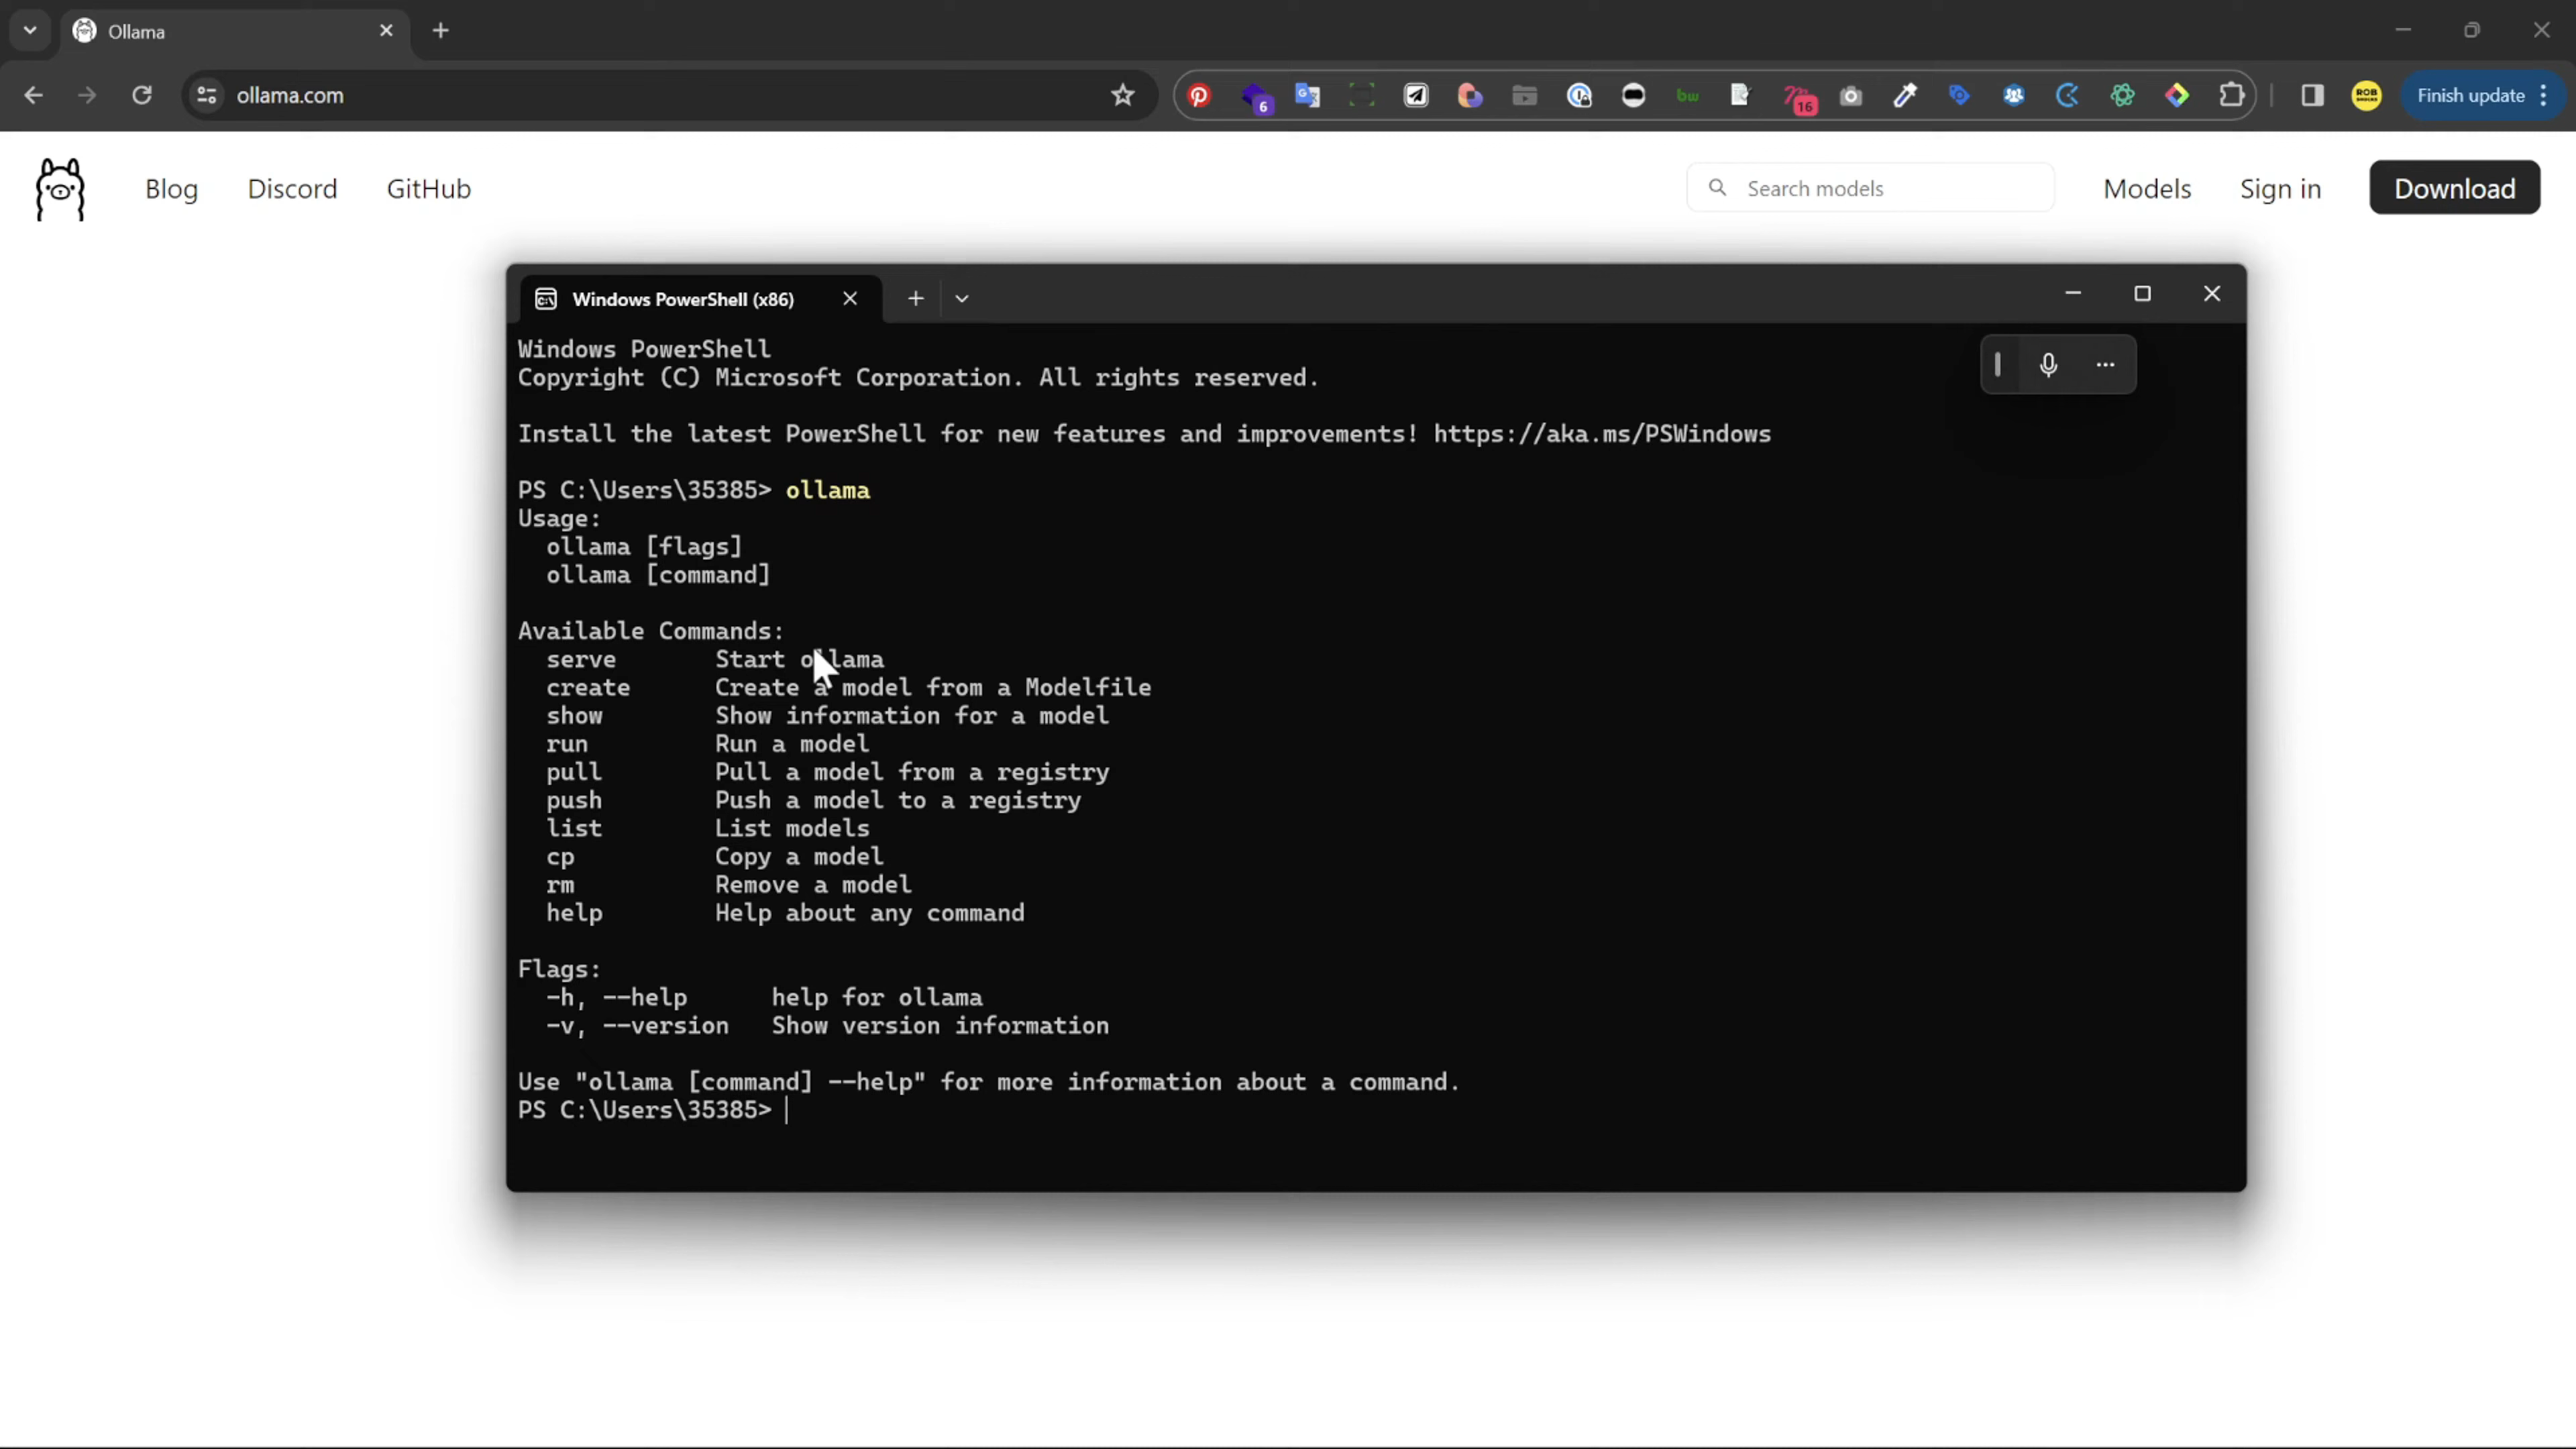 Ollama
ollama.com
6
bw
16
ROB
Finish update
Blog
Discord
GitHub
Search models
Models
Sign in
Download
Windows PowerShell (x86)
Windows PowerShell
Copyright (C) Microsoft Corporation. All rights reserved.
Install the latest PowerShell for new features and improvements! https://aka.ms/PSWindows
PS C:\Users\35385> ollama
Usage:
ollama [flags]
ollama [command]
Available Commands:
serve Start ollama
create Create a model from a Modelfile
show Show information for a model
run Run a model
pull Pull a model from a registry
push Push a model to a registry
list List models
cp Copy a model
rm Remove a model
help Help about any command
Flags:
-h, --help help for ollama
-v, --version Show version information
Use "ollama [command] --help" for more information about a command.
PS C:\Users\35385>